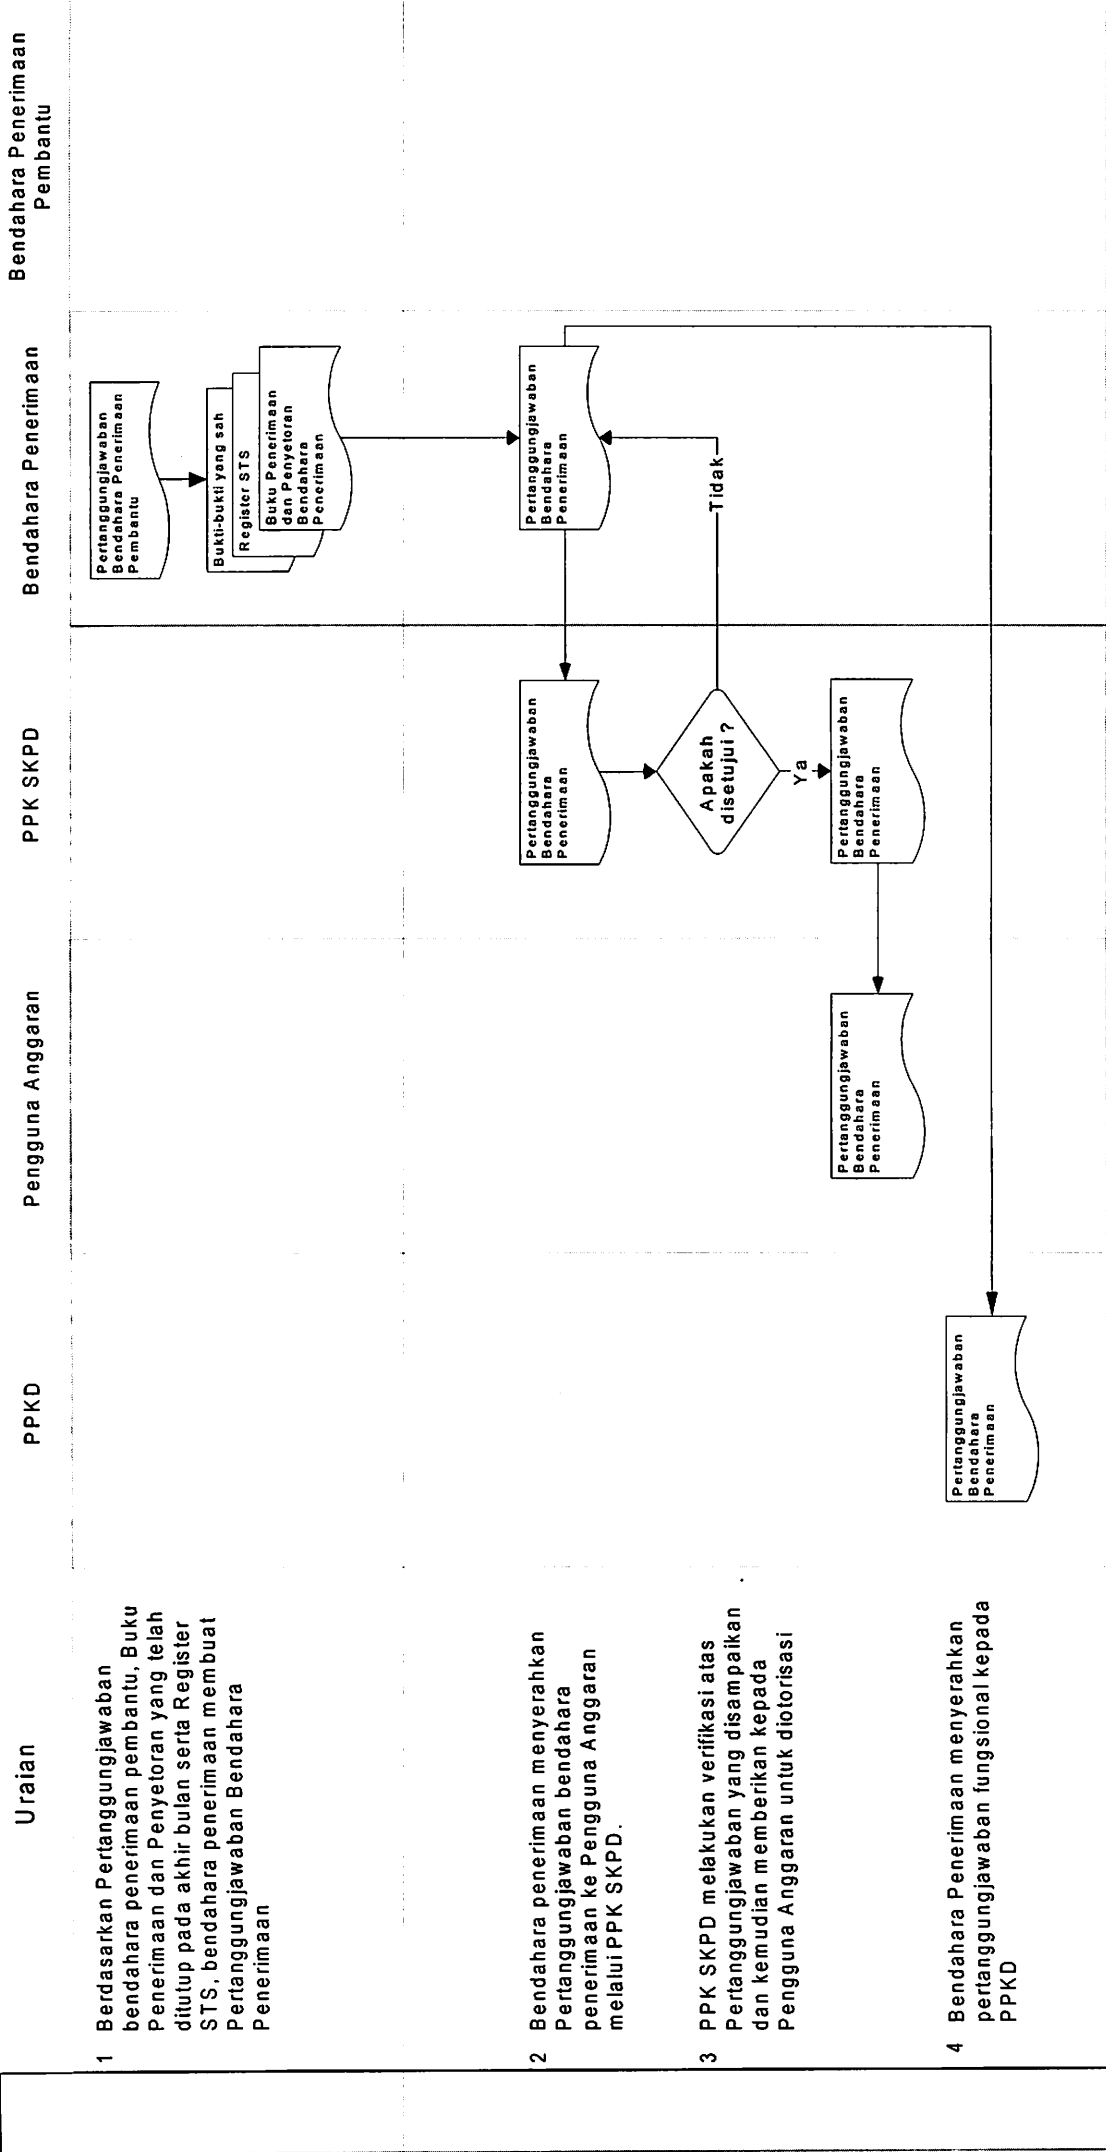 Uraian
PPKD
Pengguna Anggaran
PPK SKPD
Bendahara Penerimaan
Bendahara Penerimaan
Pembantu
1
Berdasarkan Pertanggungjawaban
bendahara penerimaan pembantu, Buku
Penerimaan dan Penyetoran yang telah
ditutup pada akhir bulan serta Register
STS, bendahara penerimaan membuat
Pertanggungjawaban Bendahara
Penerimaan
Pertanggungjawaban
Bendahara Penerimaan
Pembantu
Bukti-bukti yang sah
Register STS
Buku Penerimaan
dan Penyetoran
Bendahara
Penerimaan
2
Bendahara penerimaan menyerahkan
Pertanggungjawaban bendahara
penerimaan ke Pengguna Anggaran
melalui PPK SKPD.
Pertanggungjawaban
Bendahara
Penerimaan
Pertanggungjawaban
Bendahara
Penerimaan
3
PPK SKPD melakukan verifikasi atas
Pertanggungjawaban yang disampaikan
dan kemudian memberikan kepada
Pengguna Anggaran untuk diotorisasi
Apakah
disetujui ?
Tidak
Ya
Pertanggungjawaban
Bendahara
Penerimaan
Pertanggungjawaban
Bendahara
Penerimaan
4
Bendahara Penerimaan menyerahkan
pertanggungjawaban fungsional kepada
PPKD
Pertanggungjawaban
Bendahara
Penerimaan